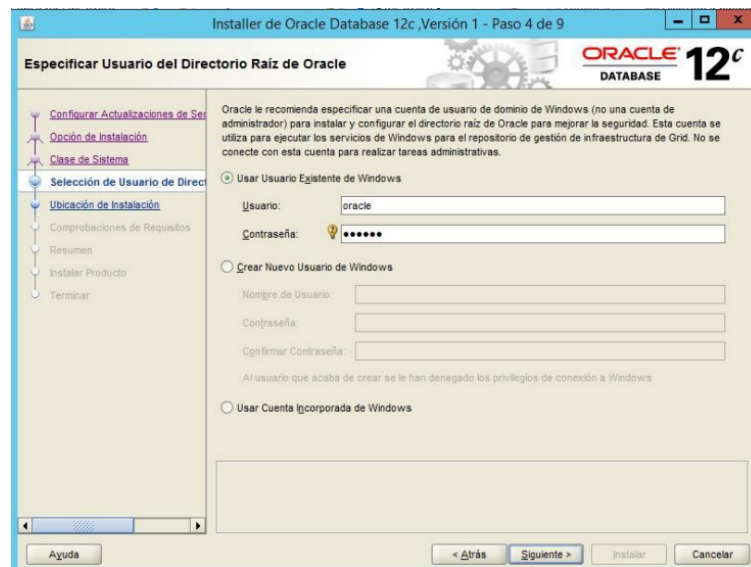 Installer de Oracle Database 12c ,Versión 1 - Paso 4 de 9
Especificar Usuario del Directorio Raíz de Oracle
ORACLE
DATABASE
12c
Configurar Actualizaciones de Seg
Opción de Instalación
Clase de Sistema
Selección de Usuario de Direct
Ubicación de Instalación
Comprobaciones de Requisitos
Resumen
Instalar Producto
Terminar
Oracle le recomienda especificar una cuenta de usuario de dominio de Windows (no una cuenta de
administrador) para instalar y configurar el directorio raíz de Oracle para mejorar la seguridad. Esta cuenta se
utiliza para ejecutar los servicios de Windows para el repositorio de gestión de infraestructura de Grid. No se
conecte con esta cuenta para realizar tareas administrativas.
Usar Usuario Existente de Windows
Usuario: oracle
Contraseña: ••••••
Crear Nuevo Usuario de Windows
Nombre de Usuario:
Contraseña:
Confirmar Contraseña:
Al usuario que acaba de crear se le han denegado los privilegios de conexión a Windows
Usar Cuenta Incorporada de Windows
Ayuda
< Atrás
Siguiente >
Instalar
Cancelar